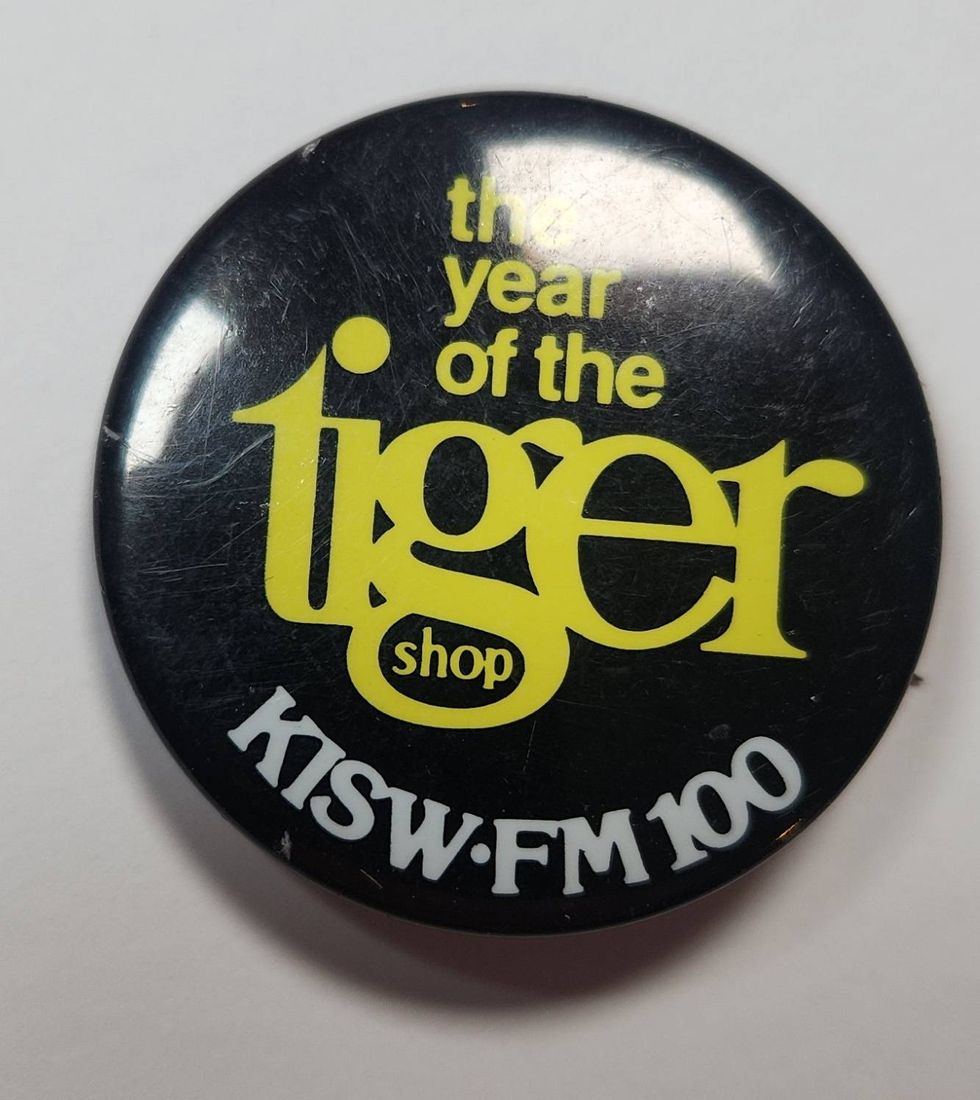 the
year
of the
tiger
shop
KISW·FM 100